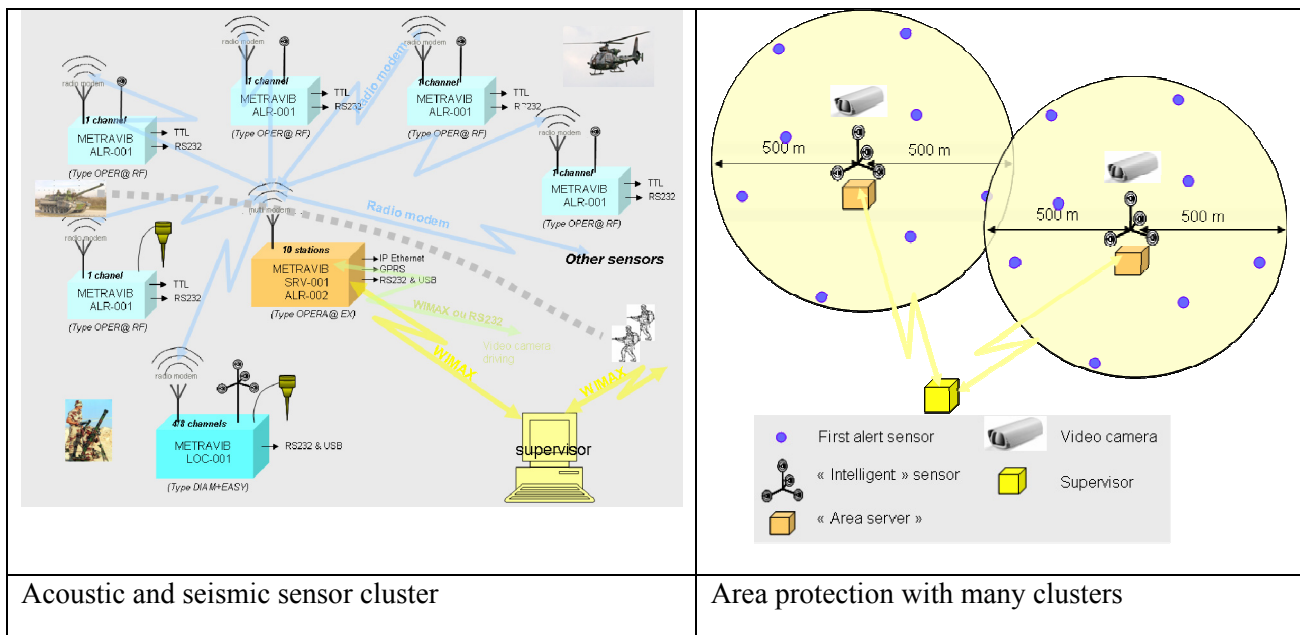 radio modem
1 channel
METRAVIB
ALR-001
TTL
RS232
(Type OPER@ RF)
radio modem
1 channel
METRAVIB
ALR-001
TTL
RS232
(Type OPER@ RF)
radio modem
radio modem
1 channel
METRAVIB
ALR-001
TTL
RS232
(Type OPER@ RF)
radio modem
1 channel
METRAVIB
ALR-001
TTL
RS232
(Type OPER@ RF)
radio modem
1 chanel
METRAVIB
ALR-001
TTL
RS232
(Type OPER@ RF)
multi modem
Radio modem
10 stations
METRAVIB
SRV-001
ALR-002
IP Ethernet
GPRS
RS232 & USB
(Type OPERA@ EX)
Other sensors
WIMAX ou RS232
Video camera
driving
WIMAX
WIMAX
radio modem
4/8 channels
METRAVIB
LOC-001
RS232 & USB
(Type DIAM+EASY)
supervisor
Acoustic and seismic sensor cluster
500 m
500 m
500 m
500 m
First alert sensor
Video camera
« Intelligent » sensor
Supervisor
« Area server »
Area protection with many clusters